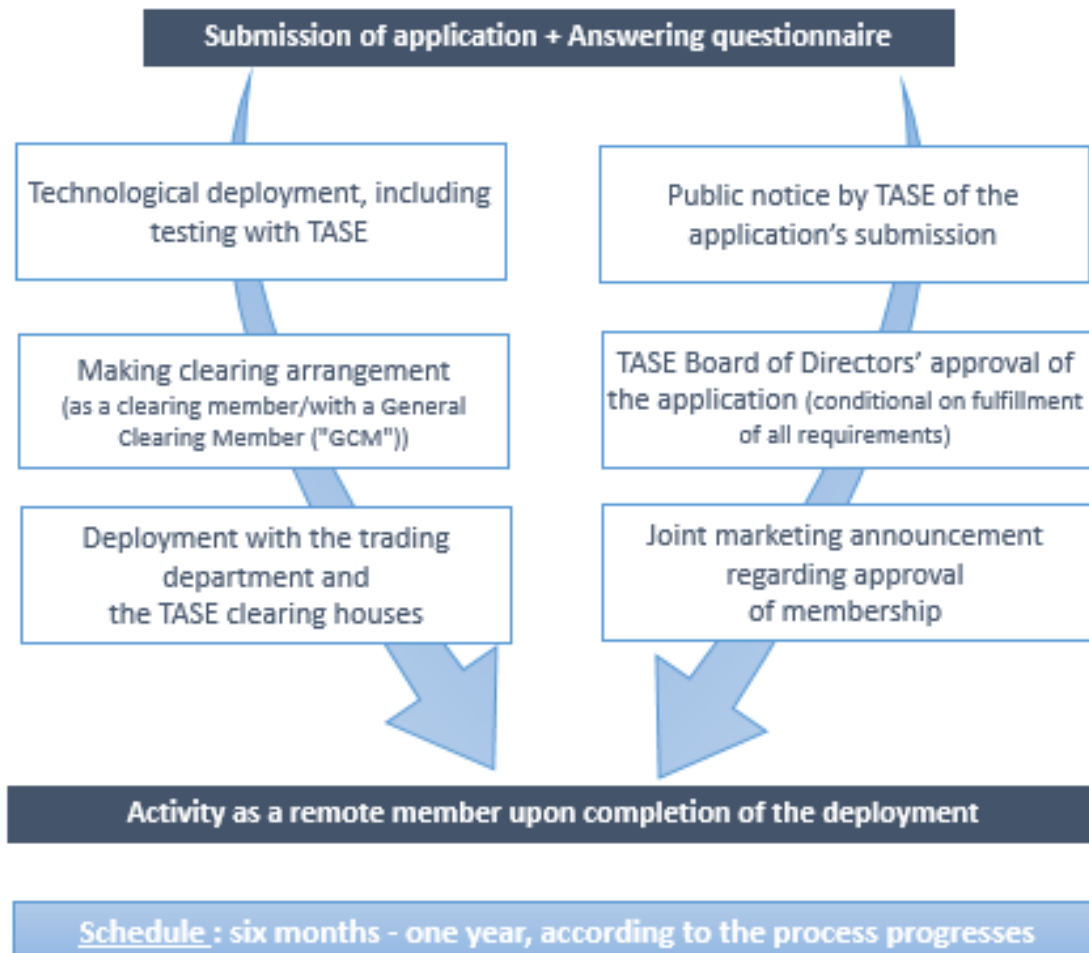 Submission of application + Answering questionnaire
Technological deployment, including
testing with TASE
Making clearing arrangement
(as a clearing member/with a General
Clearing Member ("GCM"))
Deployment with the trading
department and
the TASE clearing houses
Public notice by TASE of the
application’s submission
TASE Board of Directors’ approval of
the application (conditional on fulfillment
of all requirements)
Joint marketing announcement
regarding approval
of membership
Activity as a remote member upon completion of the deployment
Schedule : six months - one year, according to the process progresses